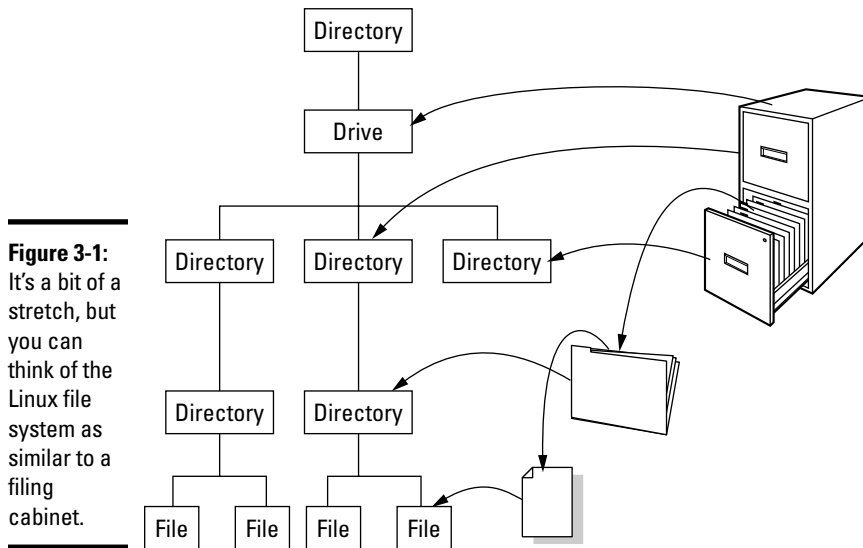 Directory
Drive
Figure 3-1:
It's a bit of a
stretch, but
you can
think of the
Linux file
system as
similar to a
filing
cabinet.
Directory
Directory
Directory
Directory
Directory
File
File
File
File